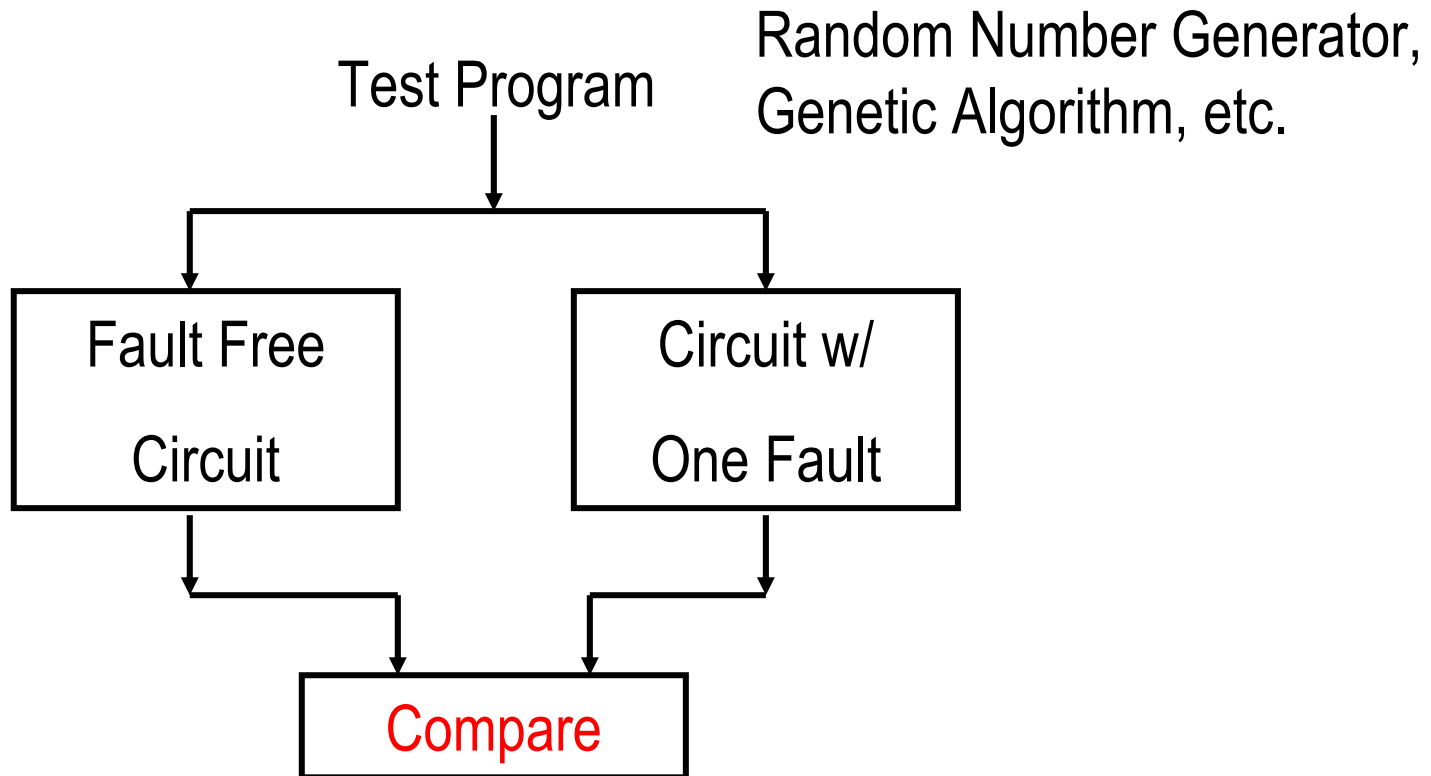 Random Number Generator,
Genetic Algorithm, etc.
Test Program
Fault Free
Circuit
Circuit w/
One Fault
Compare